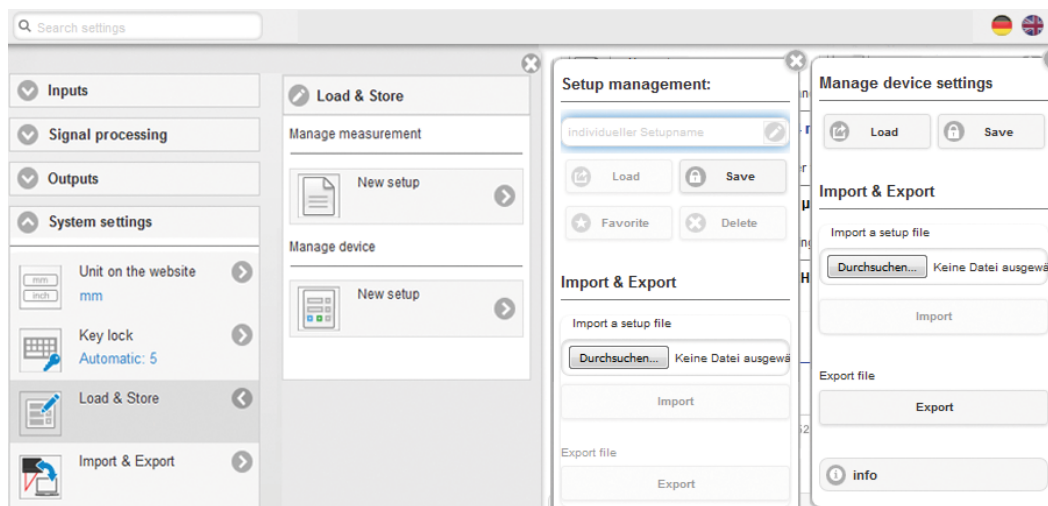 Search settings
Inputs
Signal processing
Outputs
System settings
Unit on the website
mm
inch
mm
Key lock
Automatic: 5
Load & Store
Import & Export
Load & Store
Manage measurement
New setup
Manage device
New setup
Setup management:
individueller Setupname
Load
Save
Favorite
Delete
Import & Export
Import a setup file
Durchsuchen... Keine Datei ausgewä
Import
Export file
Export
Manage device settings
Load
Save
Import & Export
Import a setup file
Durchsuchen... Keine Datei ausgewä
Import
Export file
Export
info